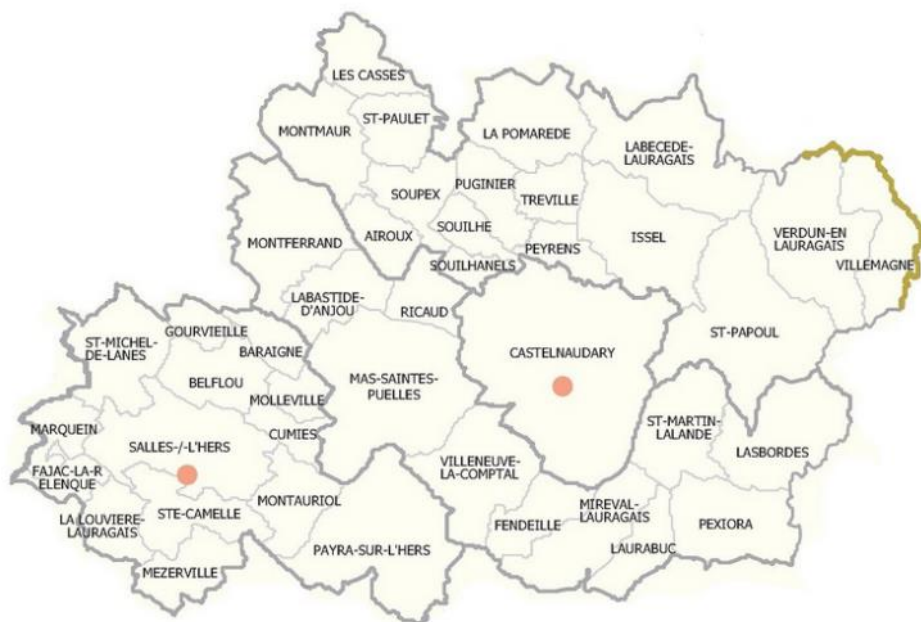 LES CASSES
ST-PAULET
MONTMAUR
LA POMAREDE
LABECEDE-
LAURAGAIS
SOUPEX
PUGINIER
TREVILLE
VERDUN-EN
LAURAGAIS
MONTFERRAND
AIROUX
SOUILHE
PEYRENS
ISSEL
VILLEMAGNE
SOUILHANELS
LABASTIDE-
D'ANJOU
RICAUD
GOURVIEILLE
ST-MICHEL-
DE-LANES
BARAIGNE
CASTELNAUDARY
ST-PAPOUL
BELFLOU
MAS-SAINTES-
PUELLES
MOLLEVILLE
MARQUEIN
SALLES-/-L'HERS
CUMIES
ST-MARTIN-
LALANDE
LASBORDES
VILLENEUVE-
LA-COMPTAL
FAJAC-LA-R
ELENQUE
MONTAURIOL
MIREVAL-
LAURAGAIS
LA LOUVIERE-
LAURAGAIS
STE-CAMELLE
FENDEILLE
PEXIORA
PAYRA-SUR-L'HERS
LAURABUC
MEZERVILLE